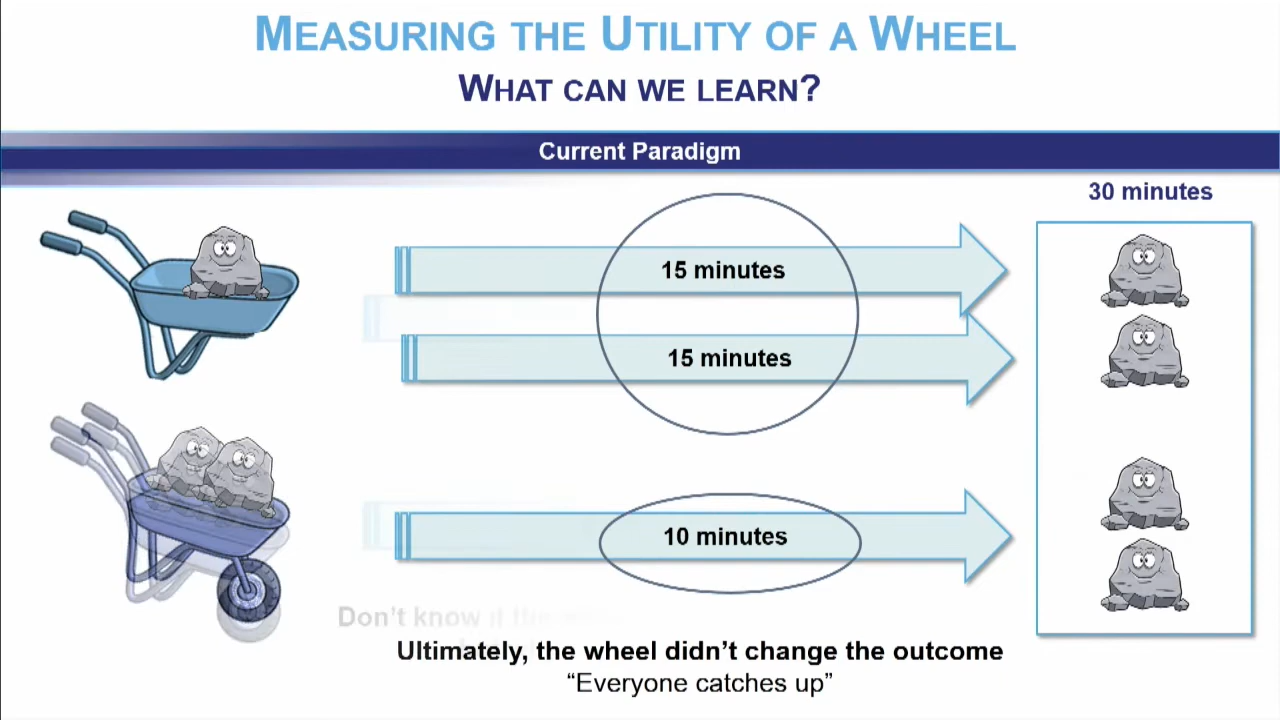 MEASURING THE UTILITY OF A WHEEL
WHAT CAN WE LEARN?
Current Paradigm
30 minutes
15 minutes
15 minutes
10 minutes
Don't know if the
Ultimately, the wheel didn't change the outcome
“Everyone catches up”